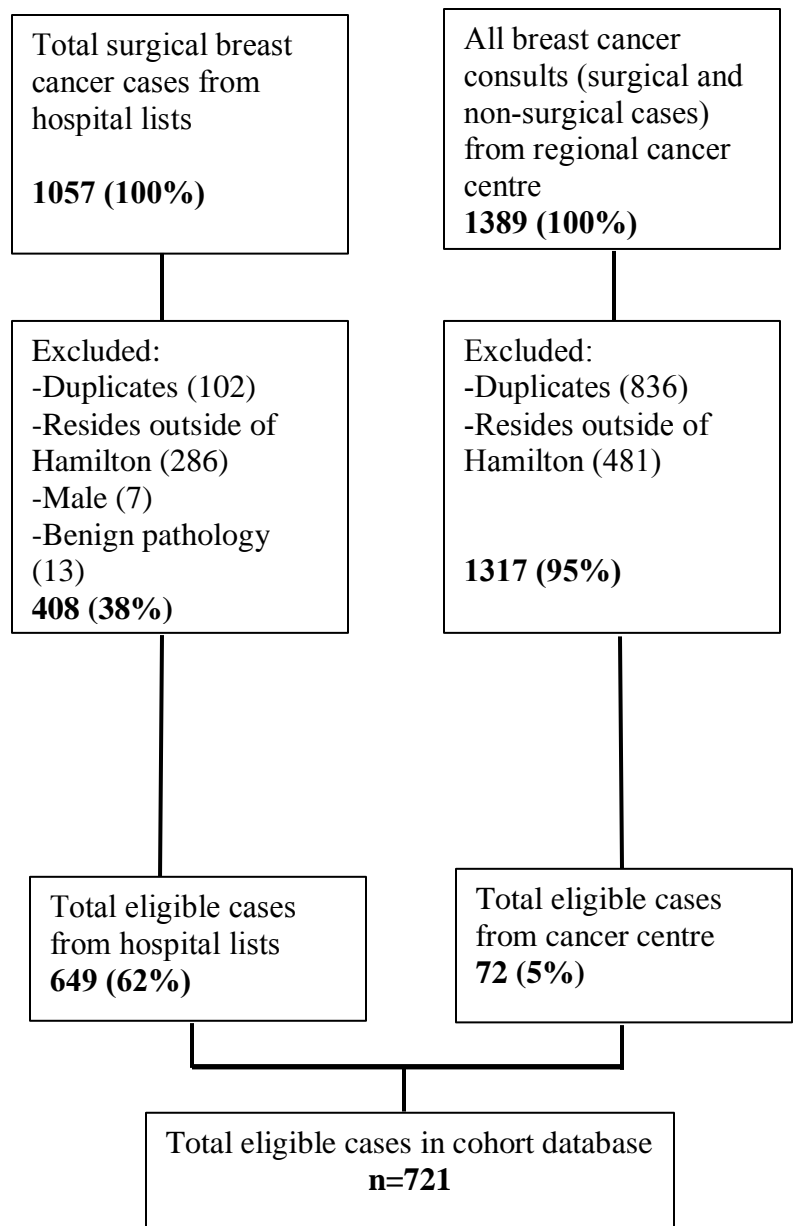 Total surgical breast
cancer cases from
hospital lists
1057 (100%)
All breast cancer
consults (surgical and
non-surgical cases)
from regional cancer
centre
1389 (100%)
Excluded:
-Duplicates (102)
-Resides outside of
Hamilton (286)
-Male (7)
-Benign pathology
(13)
408 (38%)
Excluded:
-Duplicates (836)
-Resides outside of
Hamilton (481)
1317 (95%)
Total eligible cases
from hospital lists
649 (62%)
Total eligible cases
from cancer centre
72 (5%)
Total eligible cases in cohort database
n=721